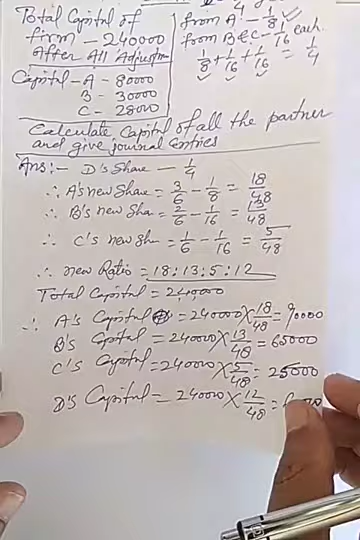 Total Capital of
firm - 240000
After All Adjustm
Capital - A - 80000
B - 30000
C - 28000
4
from A - 1/8
from B & C - 1/16 each.
1/8 + 1/16 + 1/16 = 1/4
Calculate Capital of all the partner
and give journal Entries
Ans:- D's Share - 1/4
∴ A's new Share = 3/6 - 1/8 = 18/48
∴ B's new Sha = 2/6 - 1/16 = 13/48
∴ C's new Sh = 1/6 - 1/16 = 5/48
∴ new Ratio = 18:13:5:12
Total Capital = 240000
∴ A's Capital = 240000 × 18/48 = 90000
B's Capital = 240000 × 13/48 = 65000
C's Capital = 240000 × 5/48 = 25000
D's Capital = 240000 × 12/48 =